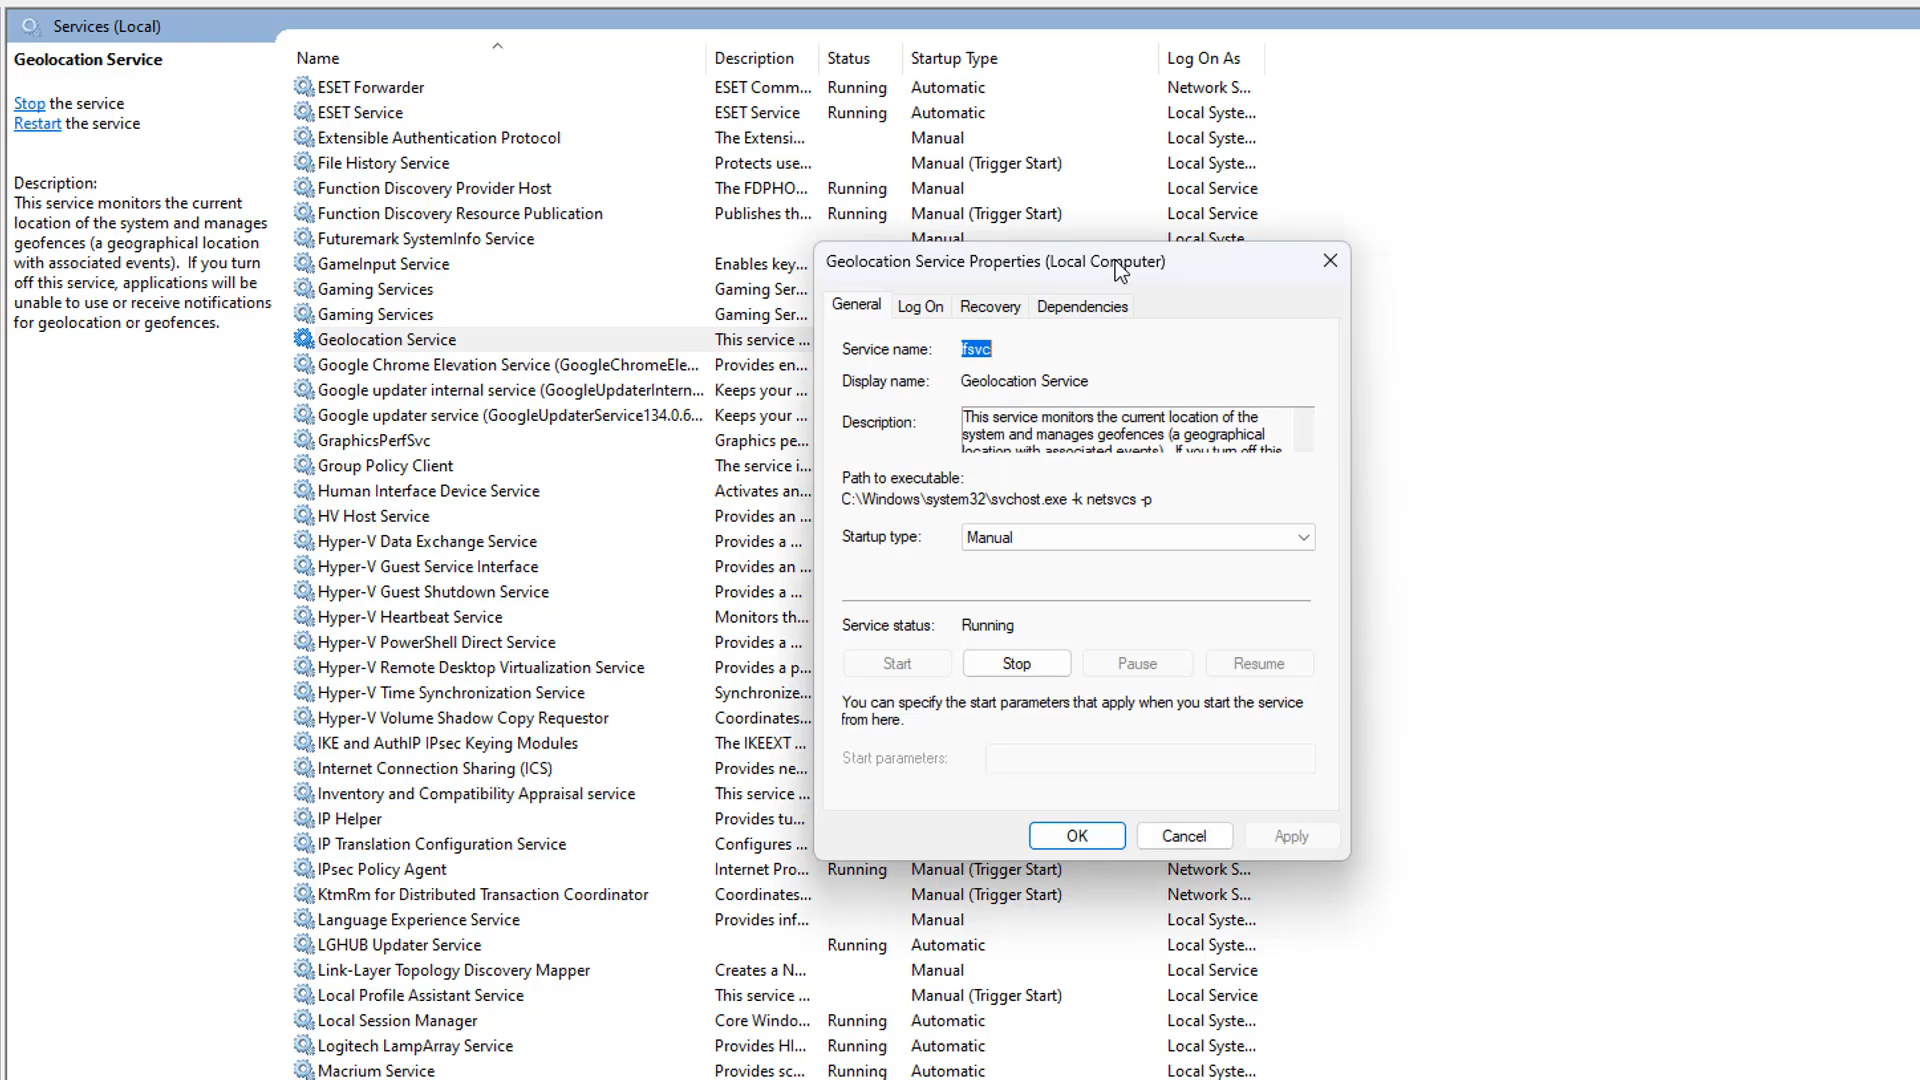 Services (Local)
Geolocation Service
Stop the service
Restart the service
Description:
This service monitors the current
location of the system and manages
geofences (a geographical location
with associated events).  If you turn
off this service, applications will be
unable to use or receive notifications
for geolocation or geofences.
Name Description Status Startup Type Log On As
ESET Forwarder ESET Comm... Running Automatic Network S...
ESET Service ESET Service Running Automatic Local Syste...
Extensible Authentication Protocol The Extensi... Manual Local Syste...
File History Service Protects use... Manual (Trigger Start) Local Syste...
Function Discovery Provider Host The FDPHO... Running Manual Local Service
Function Discovery Resource Publication Publishes th... Running Manual (Trigger Start) Local Service
Futuremark SystemInfo Service Manual Local Syste
GameInput Service Enables key...
Gaming Services Gaming Ser...
Gaming Services Gaming Ser...
Geolocation Service This service ...
Google Chrome Elevation Service (GoogleChromeEle... Provides en...
Google updater internal service (GoogleUpdaterIntern... Keeps your ...
Google updater service (GoogleUpdaterService134.0.6... Keeps your ...
GraphicsPerfSvc Graphics pe...
Group Policy Client The service i...
Human Interface Device Service Activates an...
HV Host Service Provides an ...
Hyper-V Data Exchange Service Provides a ...
Hyper-V Guest Service Interface Provides an ...
Hyper-V Guest Shutdown Service Provides a ...
Hyper-V Heartbeat Service Monitors th...
Hyper-V PowerShell Direct Service Provides a ...
Hyper-V Remote Desktop Virtualization Service Provides a p...
Hyper-V Time Synchronization Service Synchronize...
Hyper-V Volume Shadow Copy Requestor Coordinates...
IKE and AuthIP IPsec Keying Modules The IKEEXT ...
Internet Connection Sharing (ICS) Provides ne...
Inventory and Compatibility Appraisal service This service ...
IP Helper Provides tu...
IP Translation Configuration Service Configures ...
IPsec Policy Agent Internet Pro... Running Manual (Trigger Start) Network S...
KtmRm for Distributed Transaction Coordinator Coordinates... Manual (Trigger Start) Network S...
Language Experience Service Provides inf... Manual Local Syste...
LGHUB Updater Service Running Automatic Local Syste...
Link-Layer Topology Discovery Mapper Creates a N... Manual Local Service
Local Profile Assistant Service This service ... Manual (Trigger Start) Local Service
Local Session Manager Core Windo... Running Automatic Local Syste...
Logitech LampArray Service Provides HI... Running Automatic Local Syste...
Macrium Service Provides sc... Running Automatic Local Syste...
Geolocation Service Properties (Local Computer)
General Log On Recovery Dependencies
Service name: lfsvc
Display name: Geolocation Service
Description: This service monitors the current location of the
system and manages geofences (a geographical
location with associated events).  If you turn off this
Path to executable:
C:\Windows\system32\svchost.exe -k netsvcs -p
Startup type: Manual
Service status: Running
Start Stop Pause Resume
You can specify the start parameters that apply when you start the service
from here.
Start parameters:
OK Cancel Apply